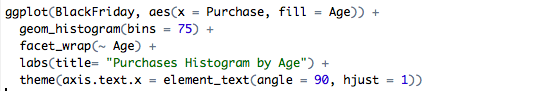 ggplot(BlackFriday, aes(x = Purchase, fill = Age)) +
  geom_histogram(bins = 75) +
  facet_wrap(~ Age) +
  labs(title= "Purchases Histogram by Age") +
  theme(axis.text.x = element_text(angle = 90, hjust = 1))